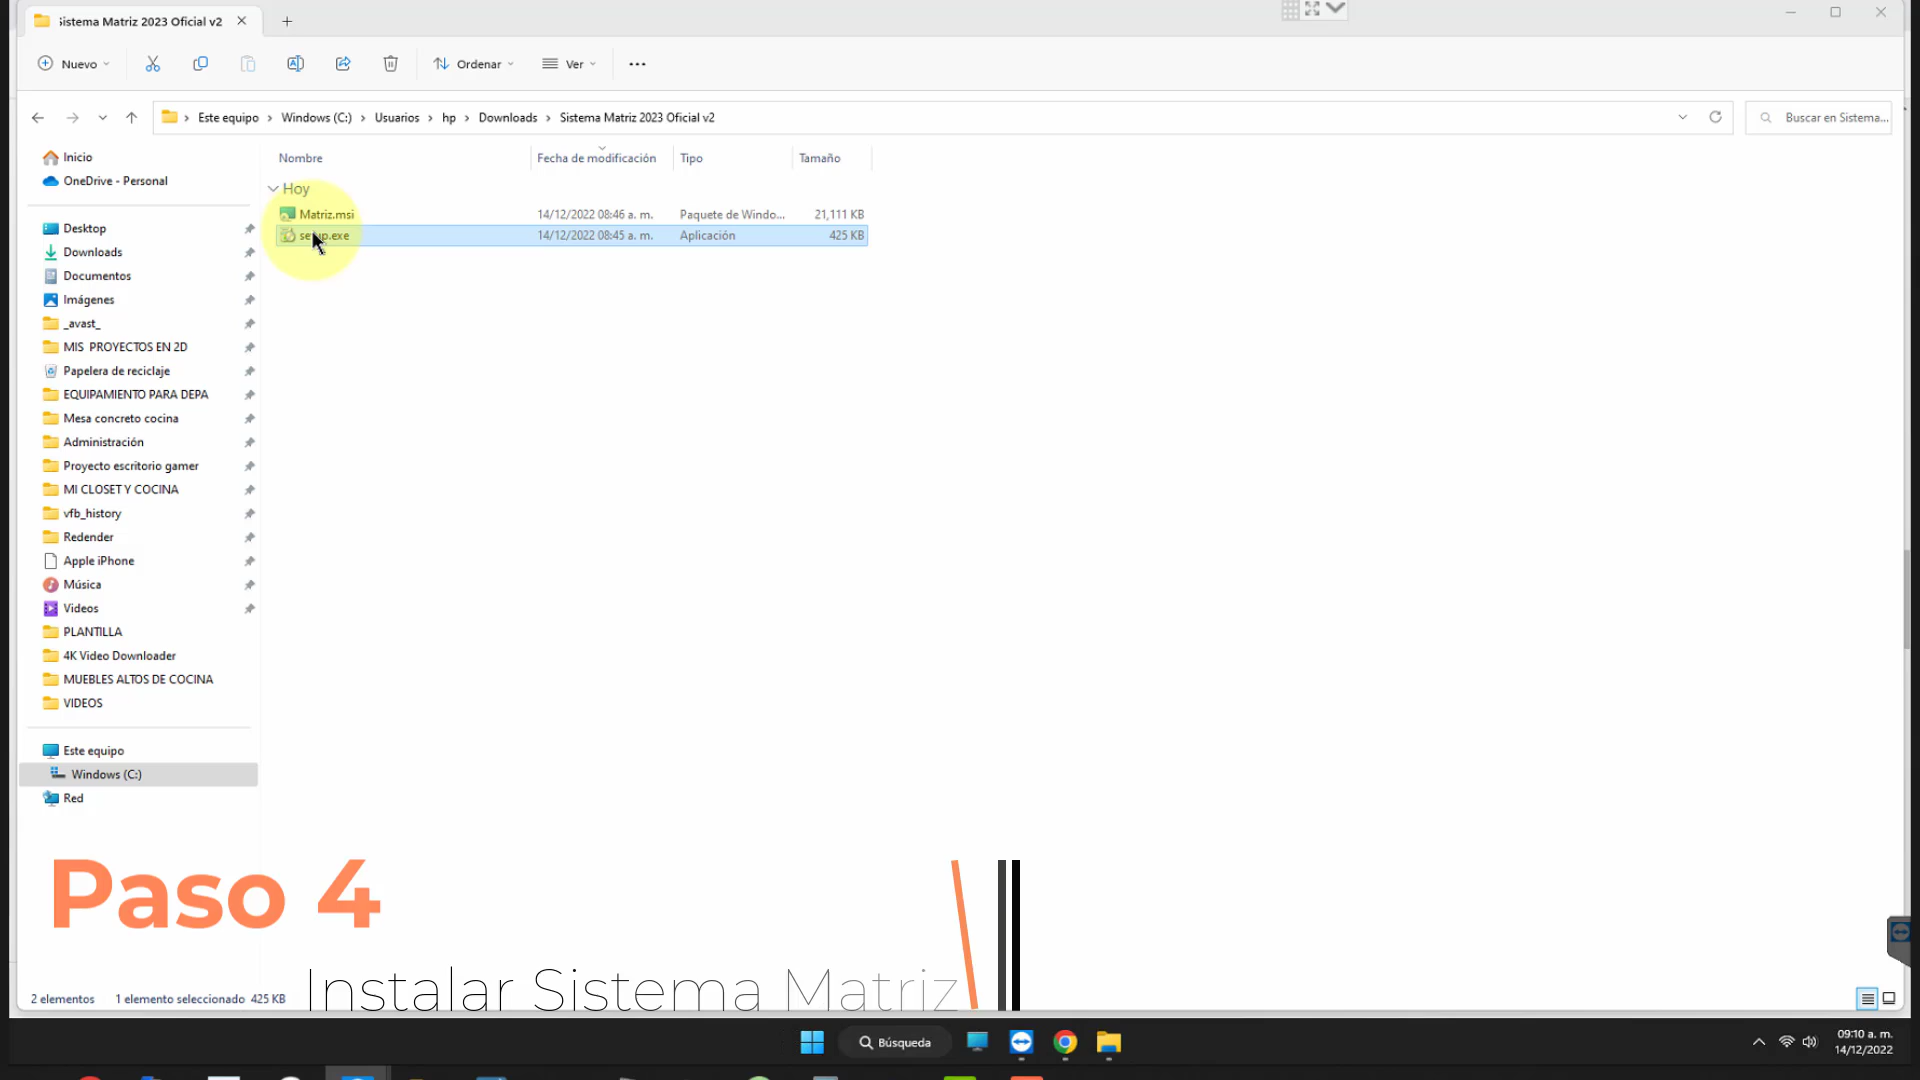 Sistema Matriz 2023 Oficial v2
Nuevo
Ordenar
Ver
Este equipo > Windows (C:) > Usuarios > hp > Downloads > Sistema Matriz 2023 Oficial v2
Buscar en Sistema...
Nombre
Fecha de modificación
Tipo
Tamaño
Hoy
Matriz.msi 14/12/2022 08:46 a. m. Paquete de Windo... 21,111 KB
setup.exe 14/12/2022 08:45 a. m. Aplicación 425 KB
Inicio
OneDrive - Personal
Desktop
Downloads
Documentos
Imágenes
_avast_
MIS PROYECTOS EN 2D
Papelera de reciclaje
EQUIPAMIENTO PARA DEPA
Mesa concreto cocina
Administración
Proyecto escritorio gamer
MI CLOSET Y COCINA
vfb_history
Redender
Apple iPhone
Música
Videos
PLANTILLA
4K Video Downloader
MUEBLES ALTOS DE COCINA
VIDEOS
Este equipo
Windows (C:)
Red
Paso 4
Instalar Sistema Matriz
2 elementos 1 elemento seleccionado 425 KB
Búsqueda
09:10 a. m.
14/12/2022